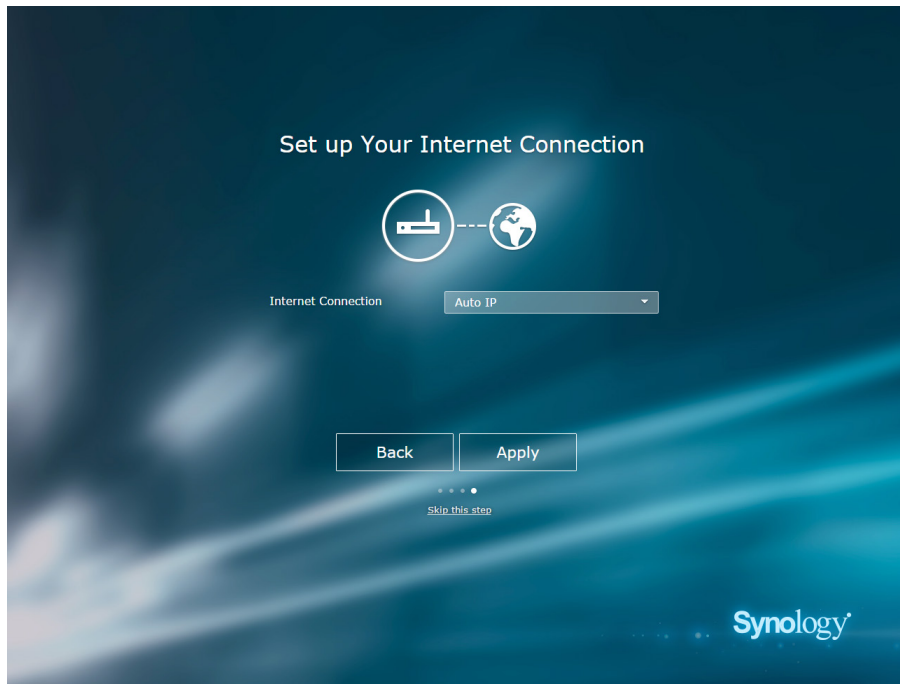 Set up Your Internet Connection
Internet Connection
Auto IP
Back
Apply
Skip this step
Synology